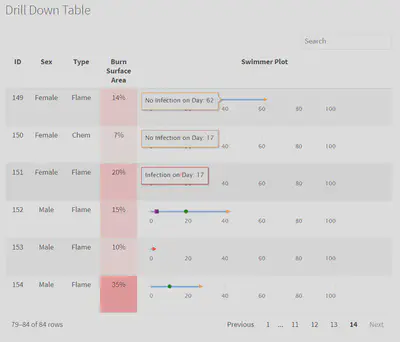 Drill Down Table
Search
ID Sex Type Burn Surface Area Swimmer Plot
149 Female Flame 14% No Infection on Day: 62
40 60 80 100
150 Female Chem 7% No Infection on Day: 17
40 60 80 100
151 Female Flame 20% Infection on Day: 17
40 60 80 100
152 Male Flame 15%
0 20 40 60 80 100
153 Male Flame 10%
0 20 40 60 80 100
154 Male Flame 35%
0 20 40 60 80 100
79–84 of 84 rows Previous 1 ... 11 12 13 14 Next